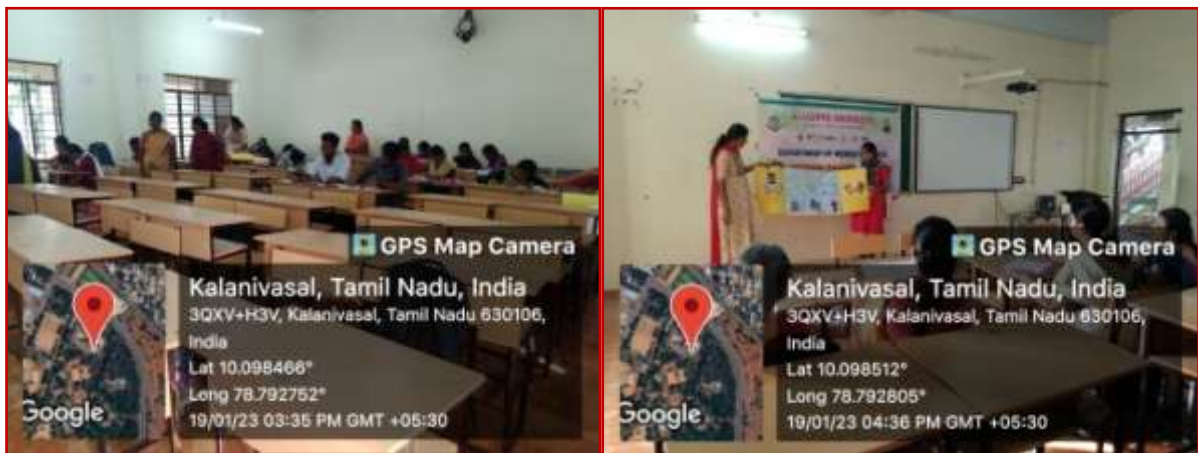 GPS Map Camera
Kalanivasal, Tamil Nadu, India
3QXV+H3V, Kalanivasal, Tamil Nadu 630106,
India
Lat 10.098466°
Long 78.792752°
19/01/23 03:35 PM GMT +05:30
Google
DEPARTMENT OF
GPS Map Camera
Kalanivasal, Tamil Nadu, India
3QXV+H3V, Kalanivasal, Tamil Nadu 630106,
India
Lat 10.098512°
Long 78.792805°
19/01/23 04:36 PM GMT +05:30
Google